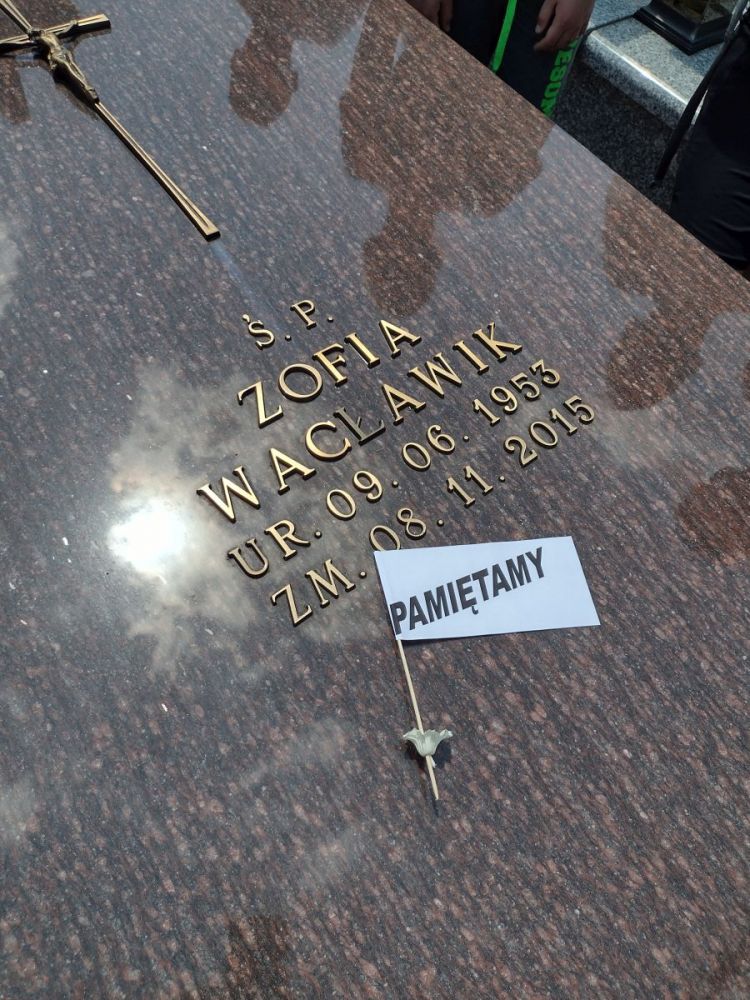 Ś. P.
ZOFIA
WACŁAWIK
UR. 09. 06. 1953
ZM. 08. 11. 2015
PAMIĘTAMY